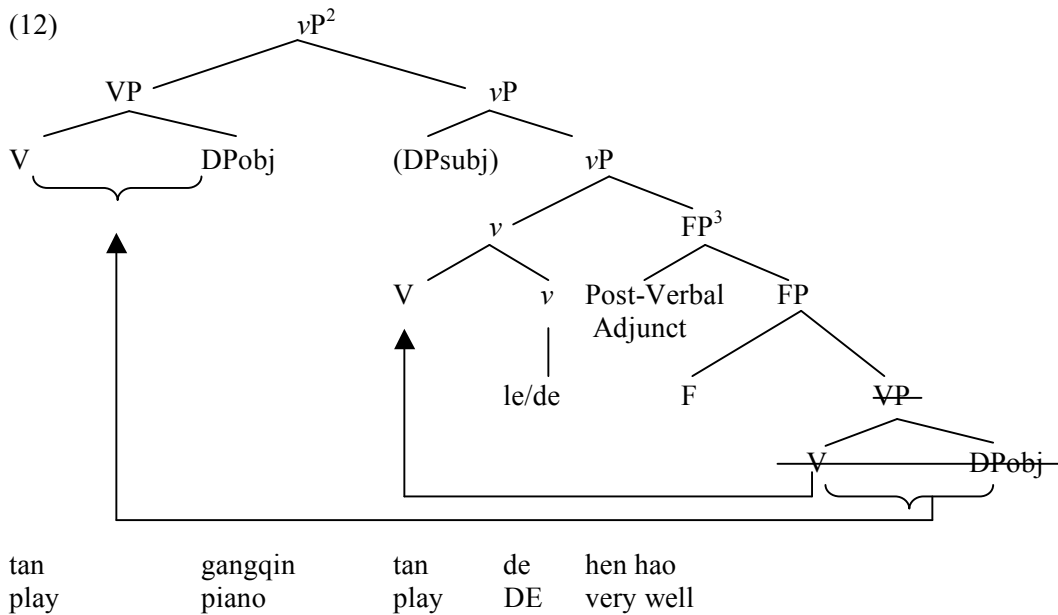 (12) vP²
VP vP
V DPobj (DPsubj) vP
v FP³
V v Post-Verbal FP
Adjunct
le/de F VP
V DPobj
tan gangqin tan de hen hao
play piano play DE very well